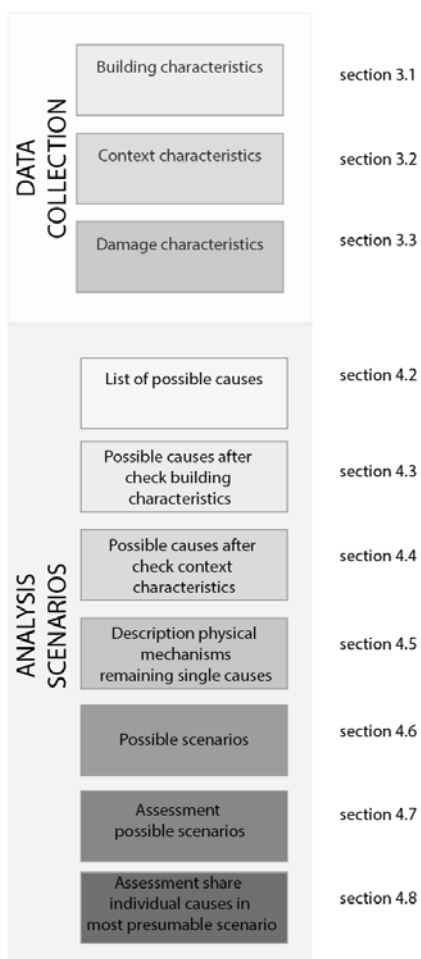 DATA
COLLECTION
Building characteristics
section 3.1
Context characteristics
section 3.2
Damage characteristics
section 3.3
ANALYSIS
SCENARIOS
List of possible causes
section 4.2
Possible causes after
check building
characteristics
section 4.3
Possible causes after
check context
characteristics
section 4.4
Description physical
mechanisms
remaining single causes
section 4.5
Possible scenarios
section 4.6
Assessment
possible scenarios
section 4.7
Assessment share
individual causes in
most presumable scenario
section 4.8